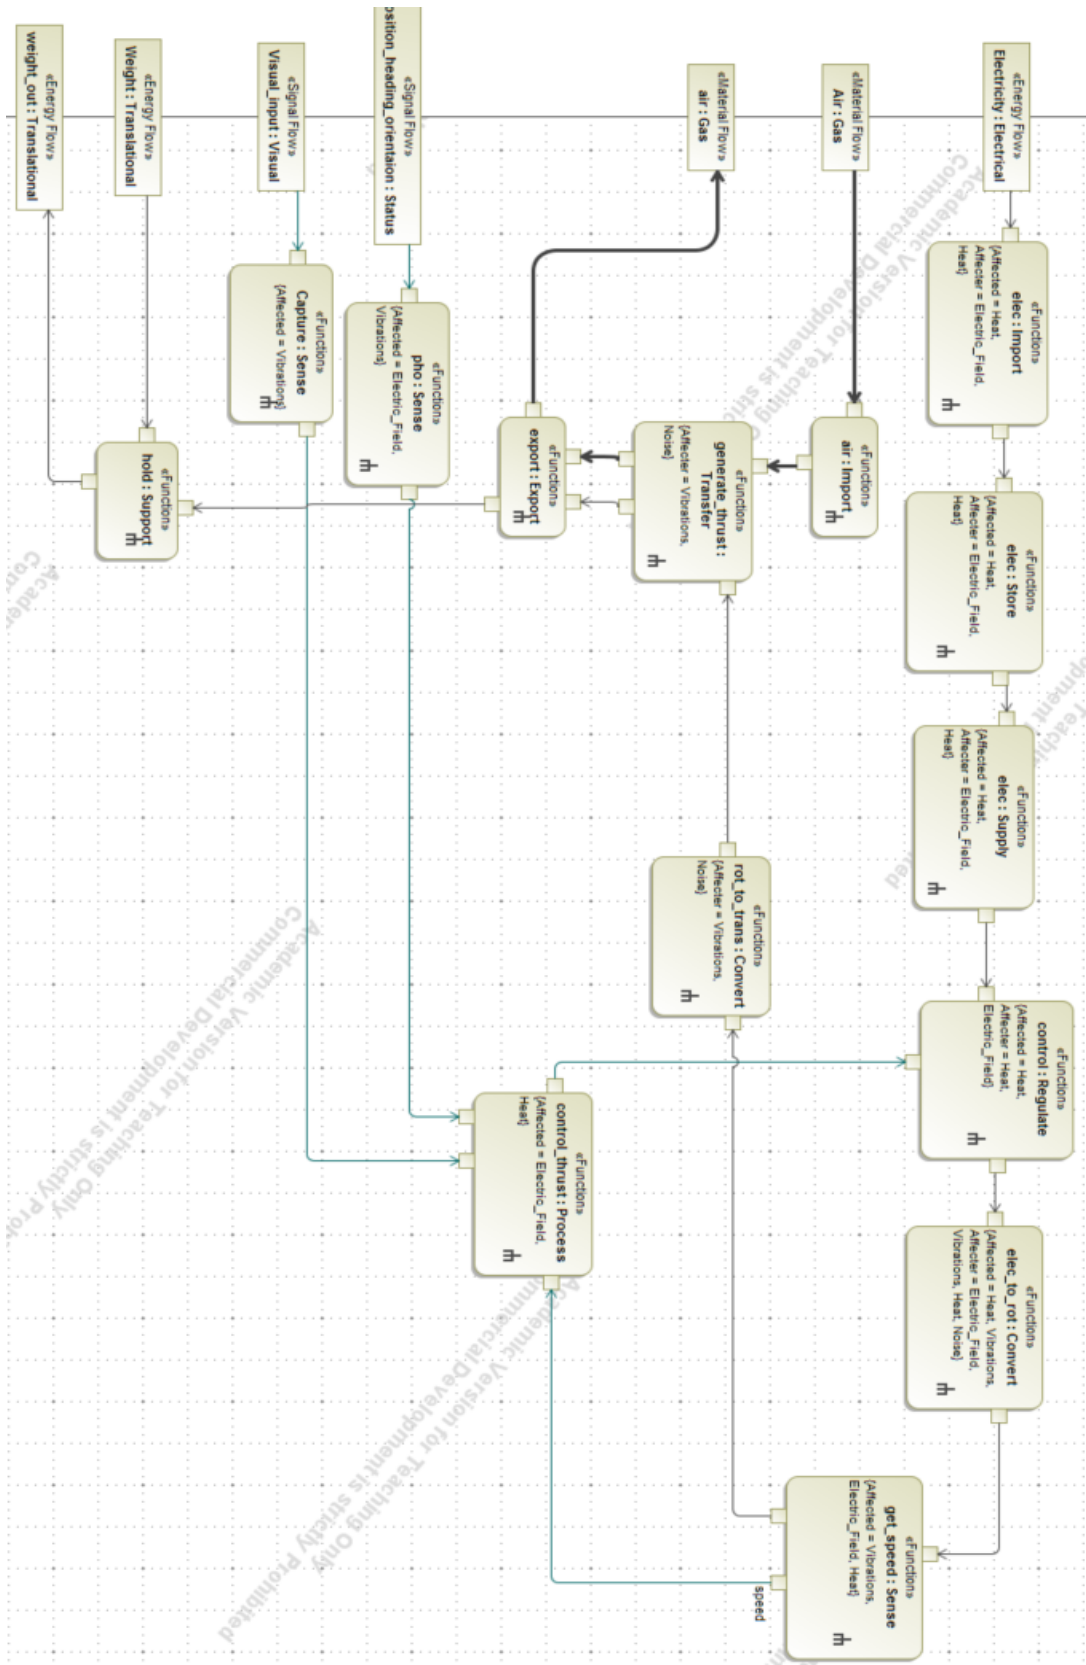 «Energy Flow»
Electricity : Electrical
«Function»
elec : Import
{Affected = Heat,
Affecter = Electric_Field,
Heat}
«Function»
elec : Store
{Affected = Heat,
Affecter = Electric_Field,
Heat}
«Function»
elec : Supply
{Affected = Heat,
Affecter = Electric_Field,
Heat}
«Function»
control : Regulate
{Affected = Heat,
Affecter = Heat,
Electric_Field}
«Function»
elec_to_rot : Convert
{Affected = Heat, Vibrations,
Affecter = Electric_Field,
Vibrations, Heat, Noise}
«Function»
get_speed : Sense
{Affected = Vibrations,
Electric_Field, Heat}
speed
«Material Flow»
Air : Gas
«Function»
air : Import
«Material Flow»
air : Gas
«Function»
generate_thrust :
Transfer
{Affecter = Vibrations,
Noise}
«Function»
rot_to_trans : Convert
{Affecter = Vibrations,
Noise}
«Function»
export : Export
«Function»
control_thrust : Process
{Affected = Electric_Field,
Heat}
«Signal Flow»
osition_heading_orientaion : Status
«Function»
pho : Sense
{Affected = Electric_Field,
Vibrations}
«Signal Flow»
Visual_input : Visual
«Function»
Capture : Sense
{Affected = Vibrations}
«Energy Flow»
Weight : Translational
«Function»
hold : Support
«Energy Flow»
weight_out : Translational
Academic Version for Teaching Only
Commercial Development is strictly Prohibited